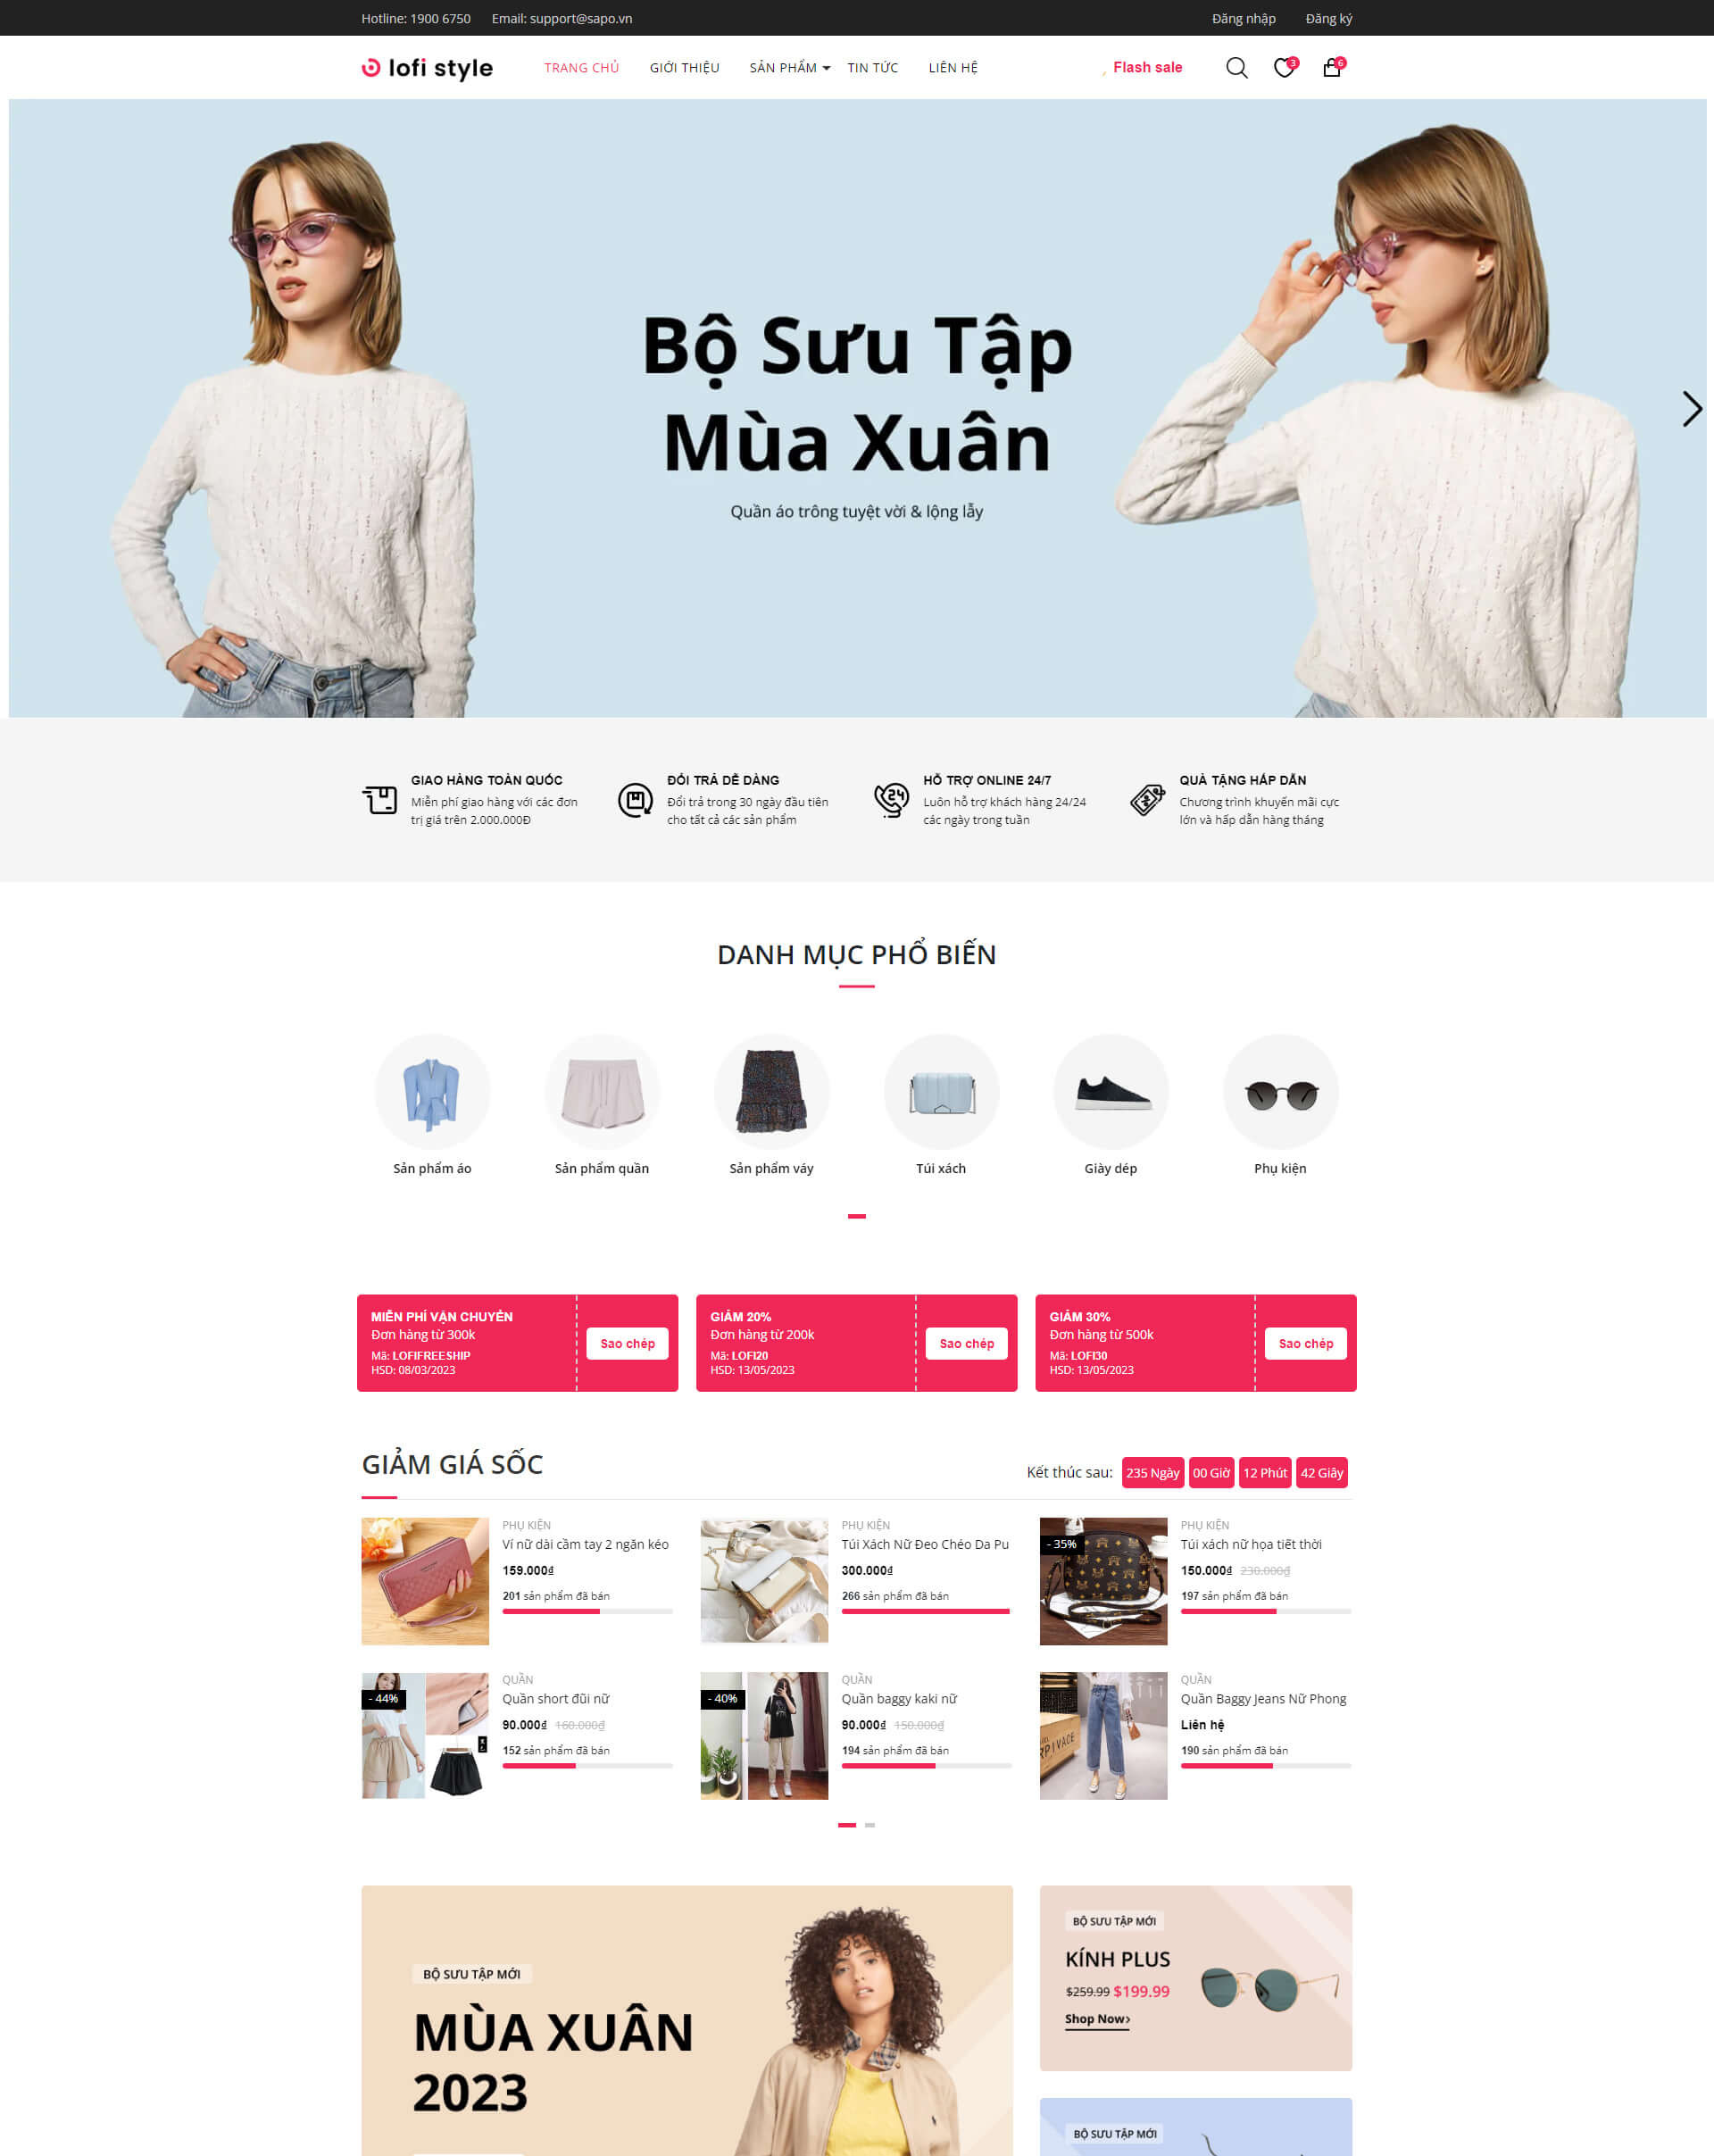 Hotline: 1900 6750 Email: support@sapo.vn Đăng nhập Đăng ký
lofi style TRANG CHỦ GIỚI THIỆU SẢN PHẨM TIN TỨC LIÊN HỆ Flash sale 3 6
Bộ Sưu Tập
Mùa Xuân
Quần áo trông tuyệt vời & lộng lẫy
GIAO HÀNG TOÀN QUỐC
Miễn phí giao hàng với các đơn
trị giá trên 2.000.000Đ
ĐỔI TRẢ DỄ DÀNG
Đổi trả trong 30 ngày đầu tiên
cho tất cả các sản phẩm
HỖ TRỢ ONLINE 24/7
Luôn hỗ trợ khách hàng 24/24
các ngày trong tuần
QUÀ TẶNG HẤP DẪN
Chương trình khuyến mãi cực
lớn và hấp dẫn hàng tháng
DANH MỤC PHỔ BIẾN
Sản phẩm áo
Sản phẩm quần
Sản phẩm váy
Túi xách
Giày dép
Phụ kiện
MIỄN PHÍ VẬN CHUYỂN
Đơn hàng từ 300k
Mã: LOFIFREESHIP
HSD: 08/03/2023
Sao chép
GIẢM 20%
Đơn hàng từ 200k
Mã: LOFI20
HSD: 13/05/2023
Sao chép
GIẢM 30%
Đơn hàng từ 500k
Mã: LOFI30
HSD: 13/05/2023
Sao chép
GIẢM GIÁ SỐC
Kết thúc sau: 235 Ngày 00 Giờ 12 Phút 42 Giây
PHỤ KIỆN
Ví nữ dài cầm tay 2 ngăn kéo
159.000₫
201 sản phẩm đã bán
PHỤ KIỆN
Túi Xách Nữ Đeo Chéo Da Pu
300.000₫
266 sản phẩm đã bán
- 35%
PHỤ KIỆN
Túi xách nữ họa tiết thời
150.000₫ 230.000₫
197 sản phẩm đã bán
- 44%
QUẦN
Quần short đũi nữ
90.000₫ 160.000₫
152 sản phẩm đã bán
- 40%
QUẦN
Quần baggy kaki nữ
90.000₫ 150.000₫
194 sản phẩm đã bán
QUẦN
Quần Baggy Jeans Nữ Phong
Liên hệ
190 sản phẩm đã bán
BỘ SƯU TẬP MỚI
MÙA XUÂN
2023
BỘ SƯU TẬP MỚI
KÍNH PLUS
$259.99 $199.99
Shop Now
BỘ SƯU TẬP MỚI